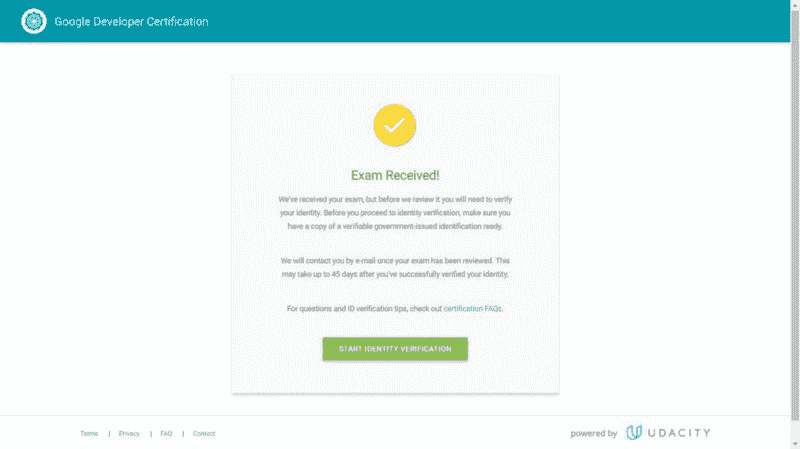 Google Developer Certification
Exam Received!
We've received your exam, but before we review it you will need to verify
your identity. Before you proceed to identity verification, make sure you
have a copy of a verifiable government-issued identification ready.
We will contact you by e-mail once your exam has been reviewed. This
may take up to 45 days after you've successfully verified your identity.
For questions and ID verification tips, check out certification FAQs.
START IDENTITY VERIFICATION
Terms | Privacy | FAQ | Contact
powered by UDACITY